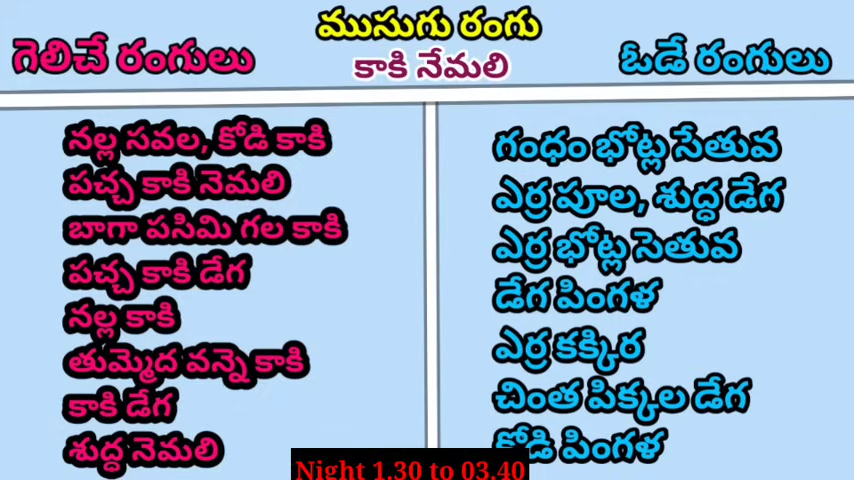 ముసుగు రంగు
గెలిచే రంగులు
కాకి నేమలి
ఓడే రంగులు
నల్ల సవల, కోడి కాకి
పచ్చ కాకి నెమలి
బాగా పసిమి గల కాకి
పచ్చ కాకి డేగ
నల్ల కాకి
తుమ్మెద వన్నె కాకి
కాకి డేగ
శుద్ధ నెమలి
గంధం భోట్ల సేతువ
ఎర్ర పూల, శుద్ధ డేగ
ఎర్ర భోట్ల సెతువ
డేగ పింగళ
ఎర్ర కక్కిర
చింత పిక్కల డేగ
కోడి పింగళ
Night 1.30 to 03.40